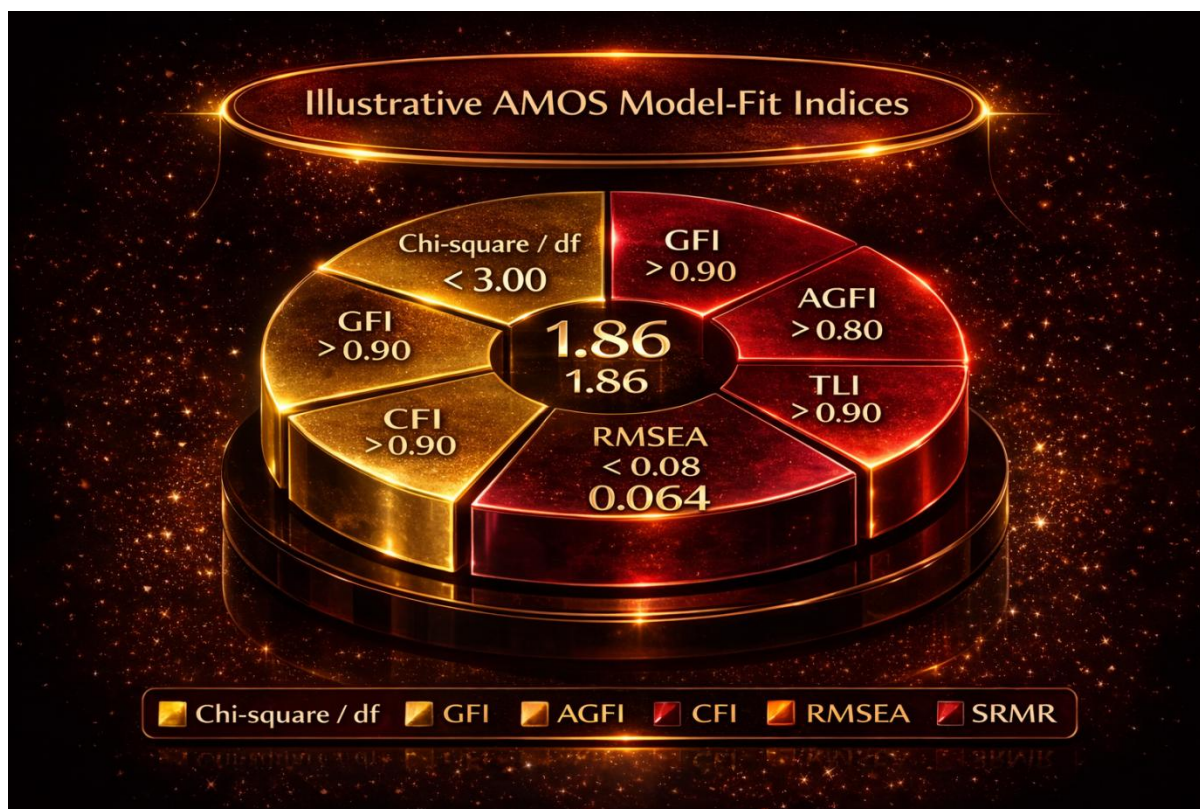 Illustrative AMOS Model-Fit Indices
Chi-square / df
< 3.00
GFI
> 0.90
GFI
> 0.90
AGFI
> 0.80
1.86
1.86
TLI
> 0.90
CFI
> 0.90
RMSEA
< 0.08
0.064
Chi-square / df GFI AGFI CFI RMSEA SRMR